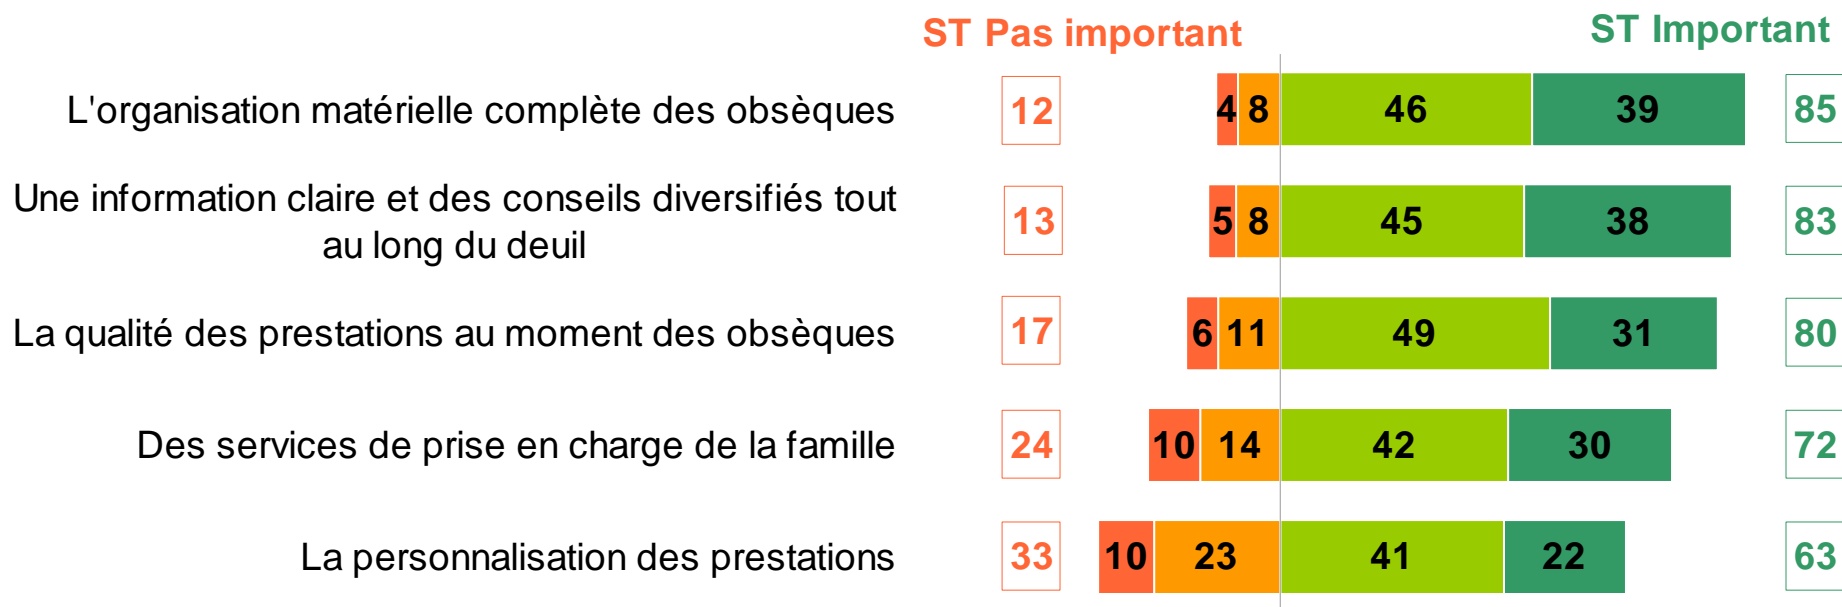 ST Pas important ST Important
L'organisation matérielle complète des obsèques 12 4 8 46 39 85
Une information claire et des conseils diversifiés tout
au long du deuil 13 5 8 45 38 83
La qualité des prestations au moment des obsèques 17 6 11 49 31 80
Des services de prise en charge de la famille 24 10 14 42 30 72
La personnalisation des prestations 33 10 23 41 22 63